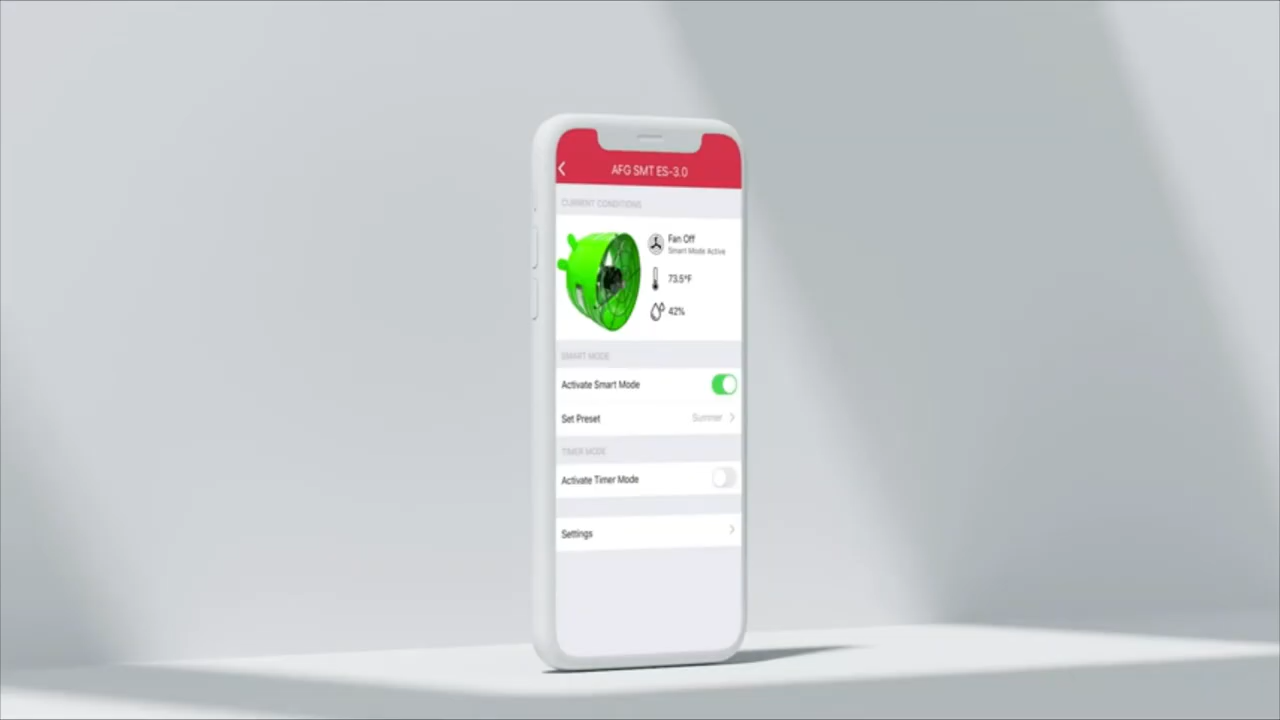 AFG SMT ES-3.0
CURRENT CONDITIONS
Fan Off
Smart Mode Active
73.5°F
42%
SMART MODE
Activate Smart Mode
Set Preset
Summer
TIMER MODE
Activate Timer Mode
Settings